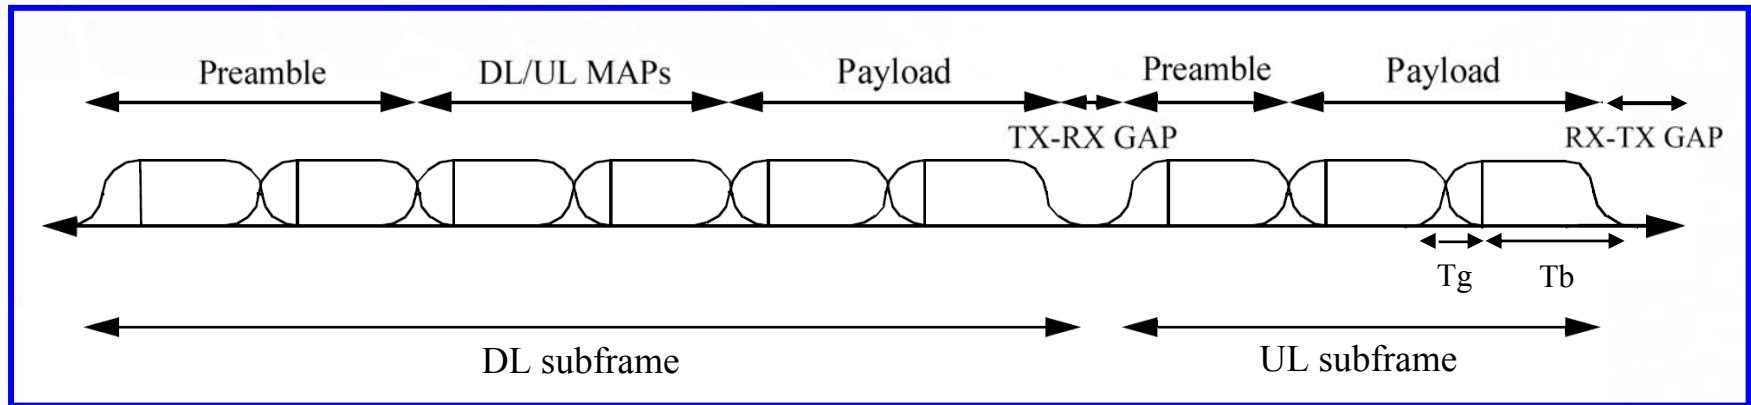 Preamble
DL/UL MAPs
Payload
Preamble
Payload
TX-RX GAP
RX-TX GAP
Tg
Tb
DL subframe
UL subframe